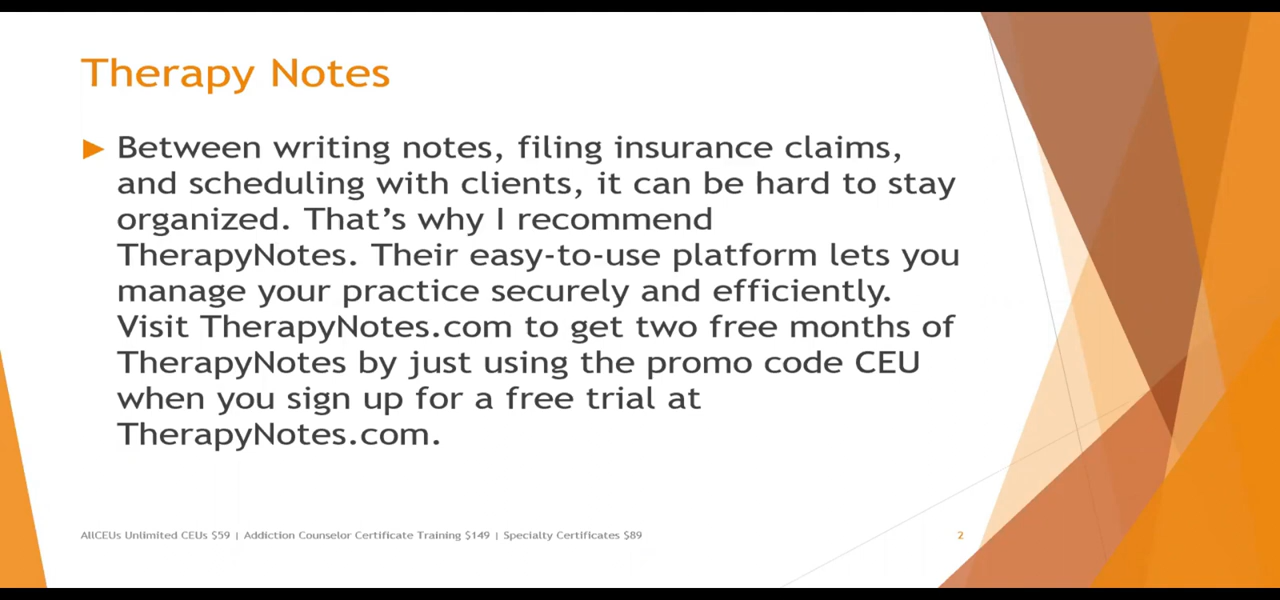 Therapy Notes
Between writing notes, filing insurance claims,
and scheduling with clients, it can be hard to stay
organized. That’s why I recommend
TherapyNotes. Their easy-to-use platform lets you
manage your practice securely and efficiently.
Visit TherapyNotes.com to get two free months of
TherapyNotes by just using the promo code CEU
when you sign up for a free trial at
TherapyNotes.com.
AllCEUs Unlimited CEUs $59 | Addiction Counselor Certificate Training $149 | Specialty Certificates $89
2